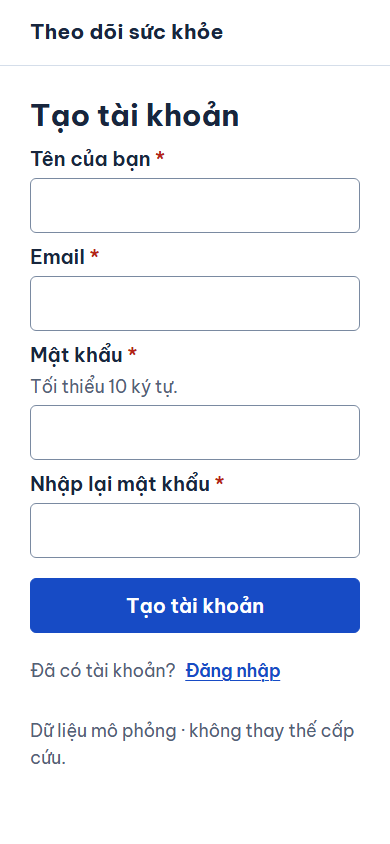 Theo dõi sức khỏe
Tạo tài khoản
Tên của bạn *
Email *
Mật khẩu *
Tối thiểu 10 ký tự.
Nhập lại mật khẩu *
Tạo tài khoản
Đã có tài khoản? Đăng nhập
Dữ liệu mô phỏng · không thay thế cấp
cứu.